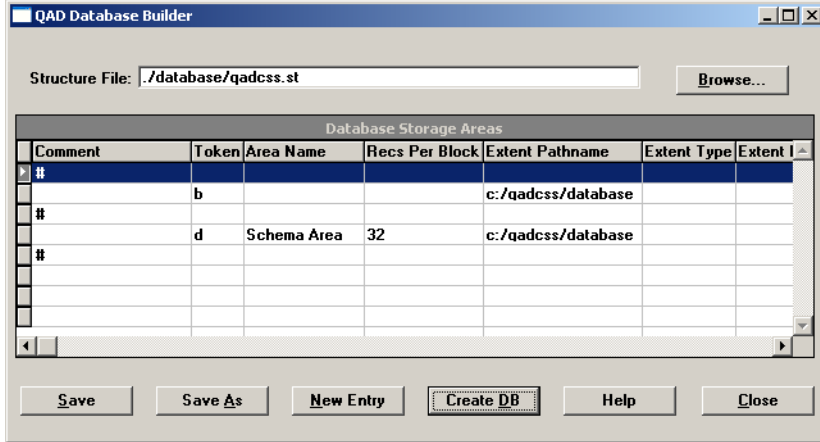 QAD Database Builder
Structure File: ./database/qadcss.st Browse...
Database Storage Areas
Comment Token Area Name Recs Per Block Extent Pathname Extent Type Extent
#
b c:/qadcss/database
#
d Schema Area 32 c:/qadcss/database
#
Save Save As New Entry Create DB Help Close